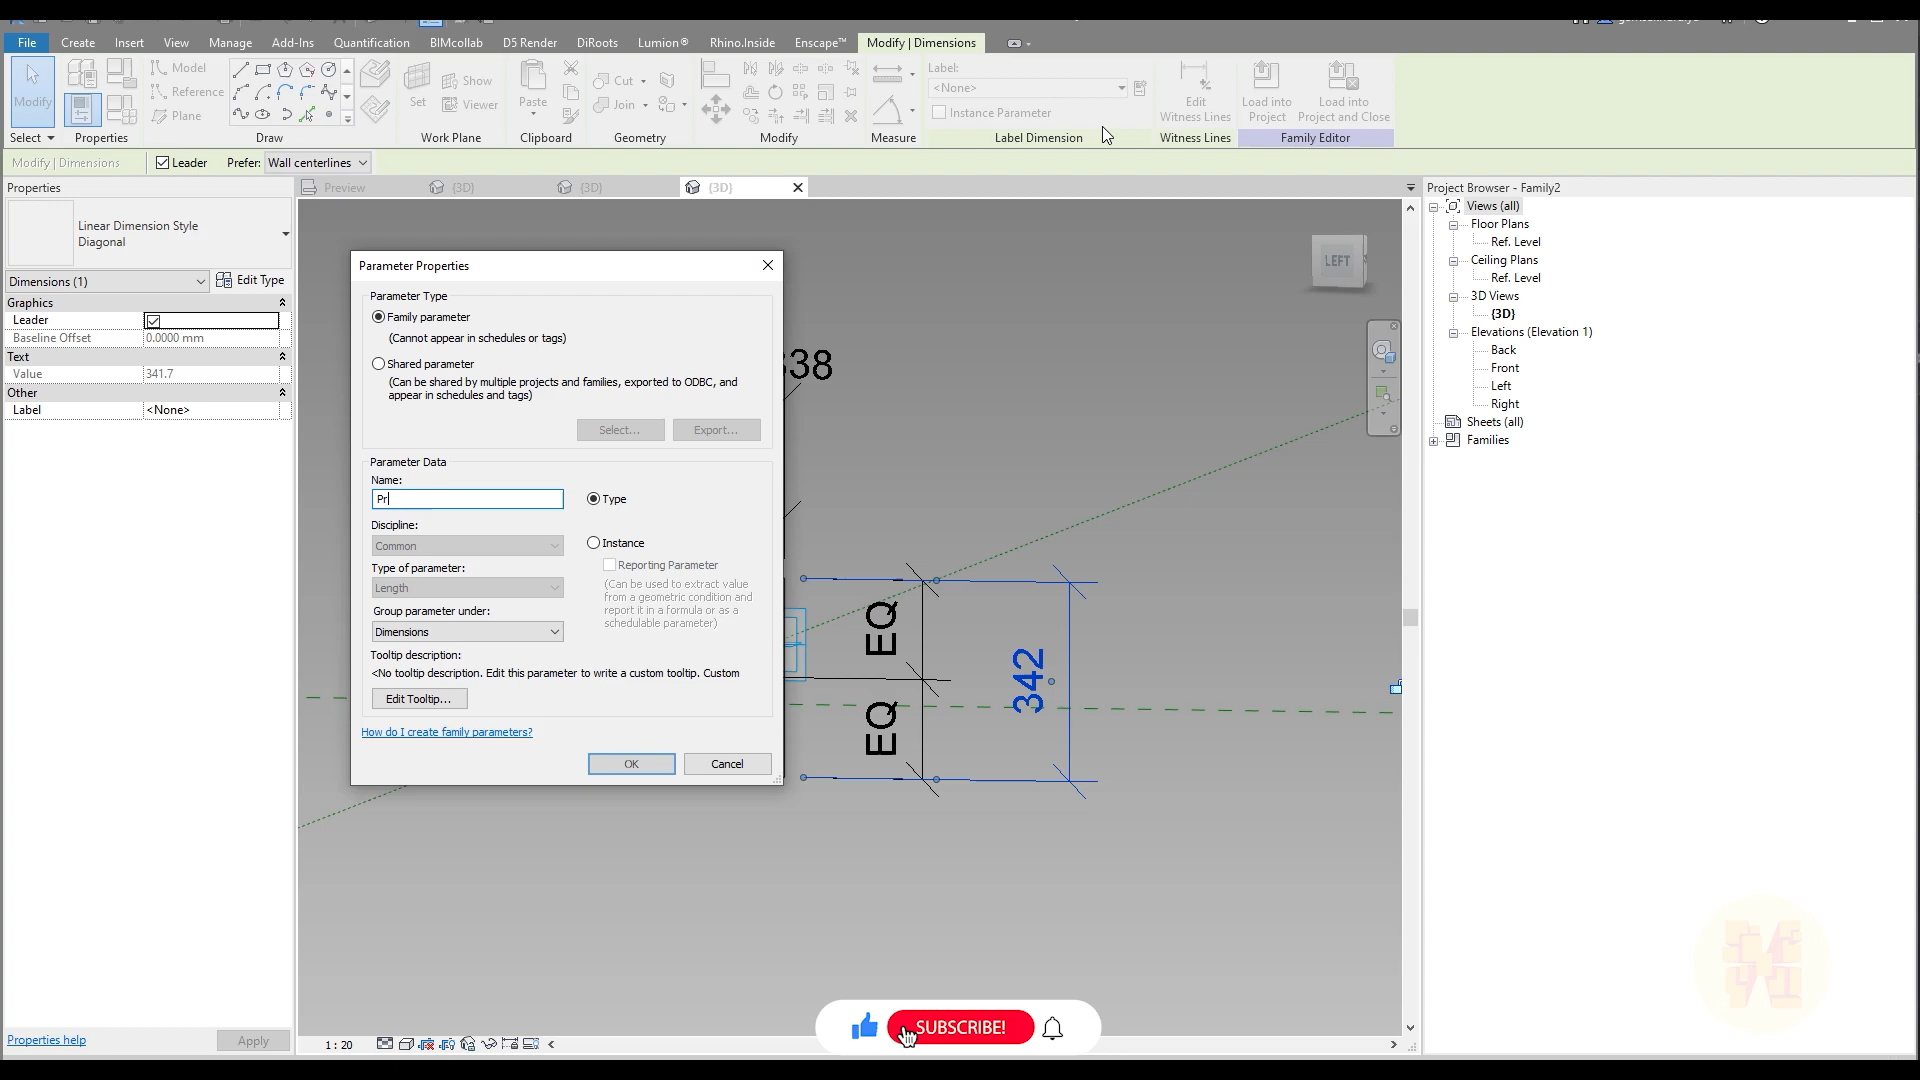 File Create Insert View Manage Add-Ins Quantification BIMcollab D5 Render DiRoots Lumion® Rhino.Inside Enscape™ Modify | Dimensions
Modify
Select
Properties
Model
Reference
Plane
Draw
Set
Show
Viewer
Work Plane
Paste
Clipboard
Cut
Join
Geometry
Modify
Measure
Label:
<None>
Instance Parameter
Label Dimension
Edit
Witness Lines
Witness Lines
Load into
Project
Load into
Project and Close
Family Editor
Modify | Dimensions
Leader
Prefer: Wall centerlines
Properties
Linear Dimension Style
Diagonal
Dimensions (1)
Edit Type
Graphics
Leader
Baseline Offset 0.0000 mm
Text
Value 341.7
Other
Label <None>
Properties help
Apply
Preview
{3D}
{3D}
{3D}
Parameter Properties
Parameter Type
Family parameter
(Cannot appear in schedules or tags)
Shared parameter
(Can be shared by multiple projects and families, exported to ODBC, and
appear in schedules and tags)
Select...
Export...
Parameter Data
Name:
Pr
Type
Discipline:
Common
Instance
Reporting Parameter
(Can be used to extract value
from a geometric condition and
report it in a formula or as a
schedulable parameter)
Type of parameter:
Length
Group parameter under:
Dimensions
Tooltip description:
<No tooltip description. Edit this parameter to write a custom tooltip. Custom
Edit Tooltip...
How do I create family parameters?
OK
Cancel
38
EQ
EQ
342
LEFT
1 : 20
SUBSCRIBE!
Project Browser - Family2
Views (all)
Floor Plans
Ref. Level
Ceiling Plans
Ref. Level
3D Views
{3D}
Elevations (Elevation 1)
Back
Front
Left
Right
Sheets (all)
Families